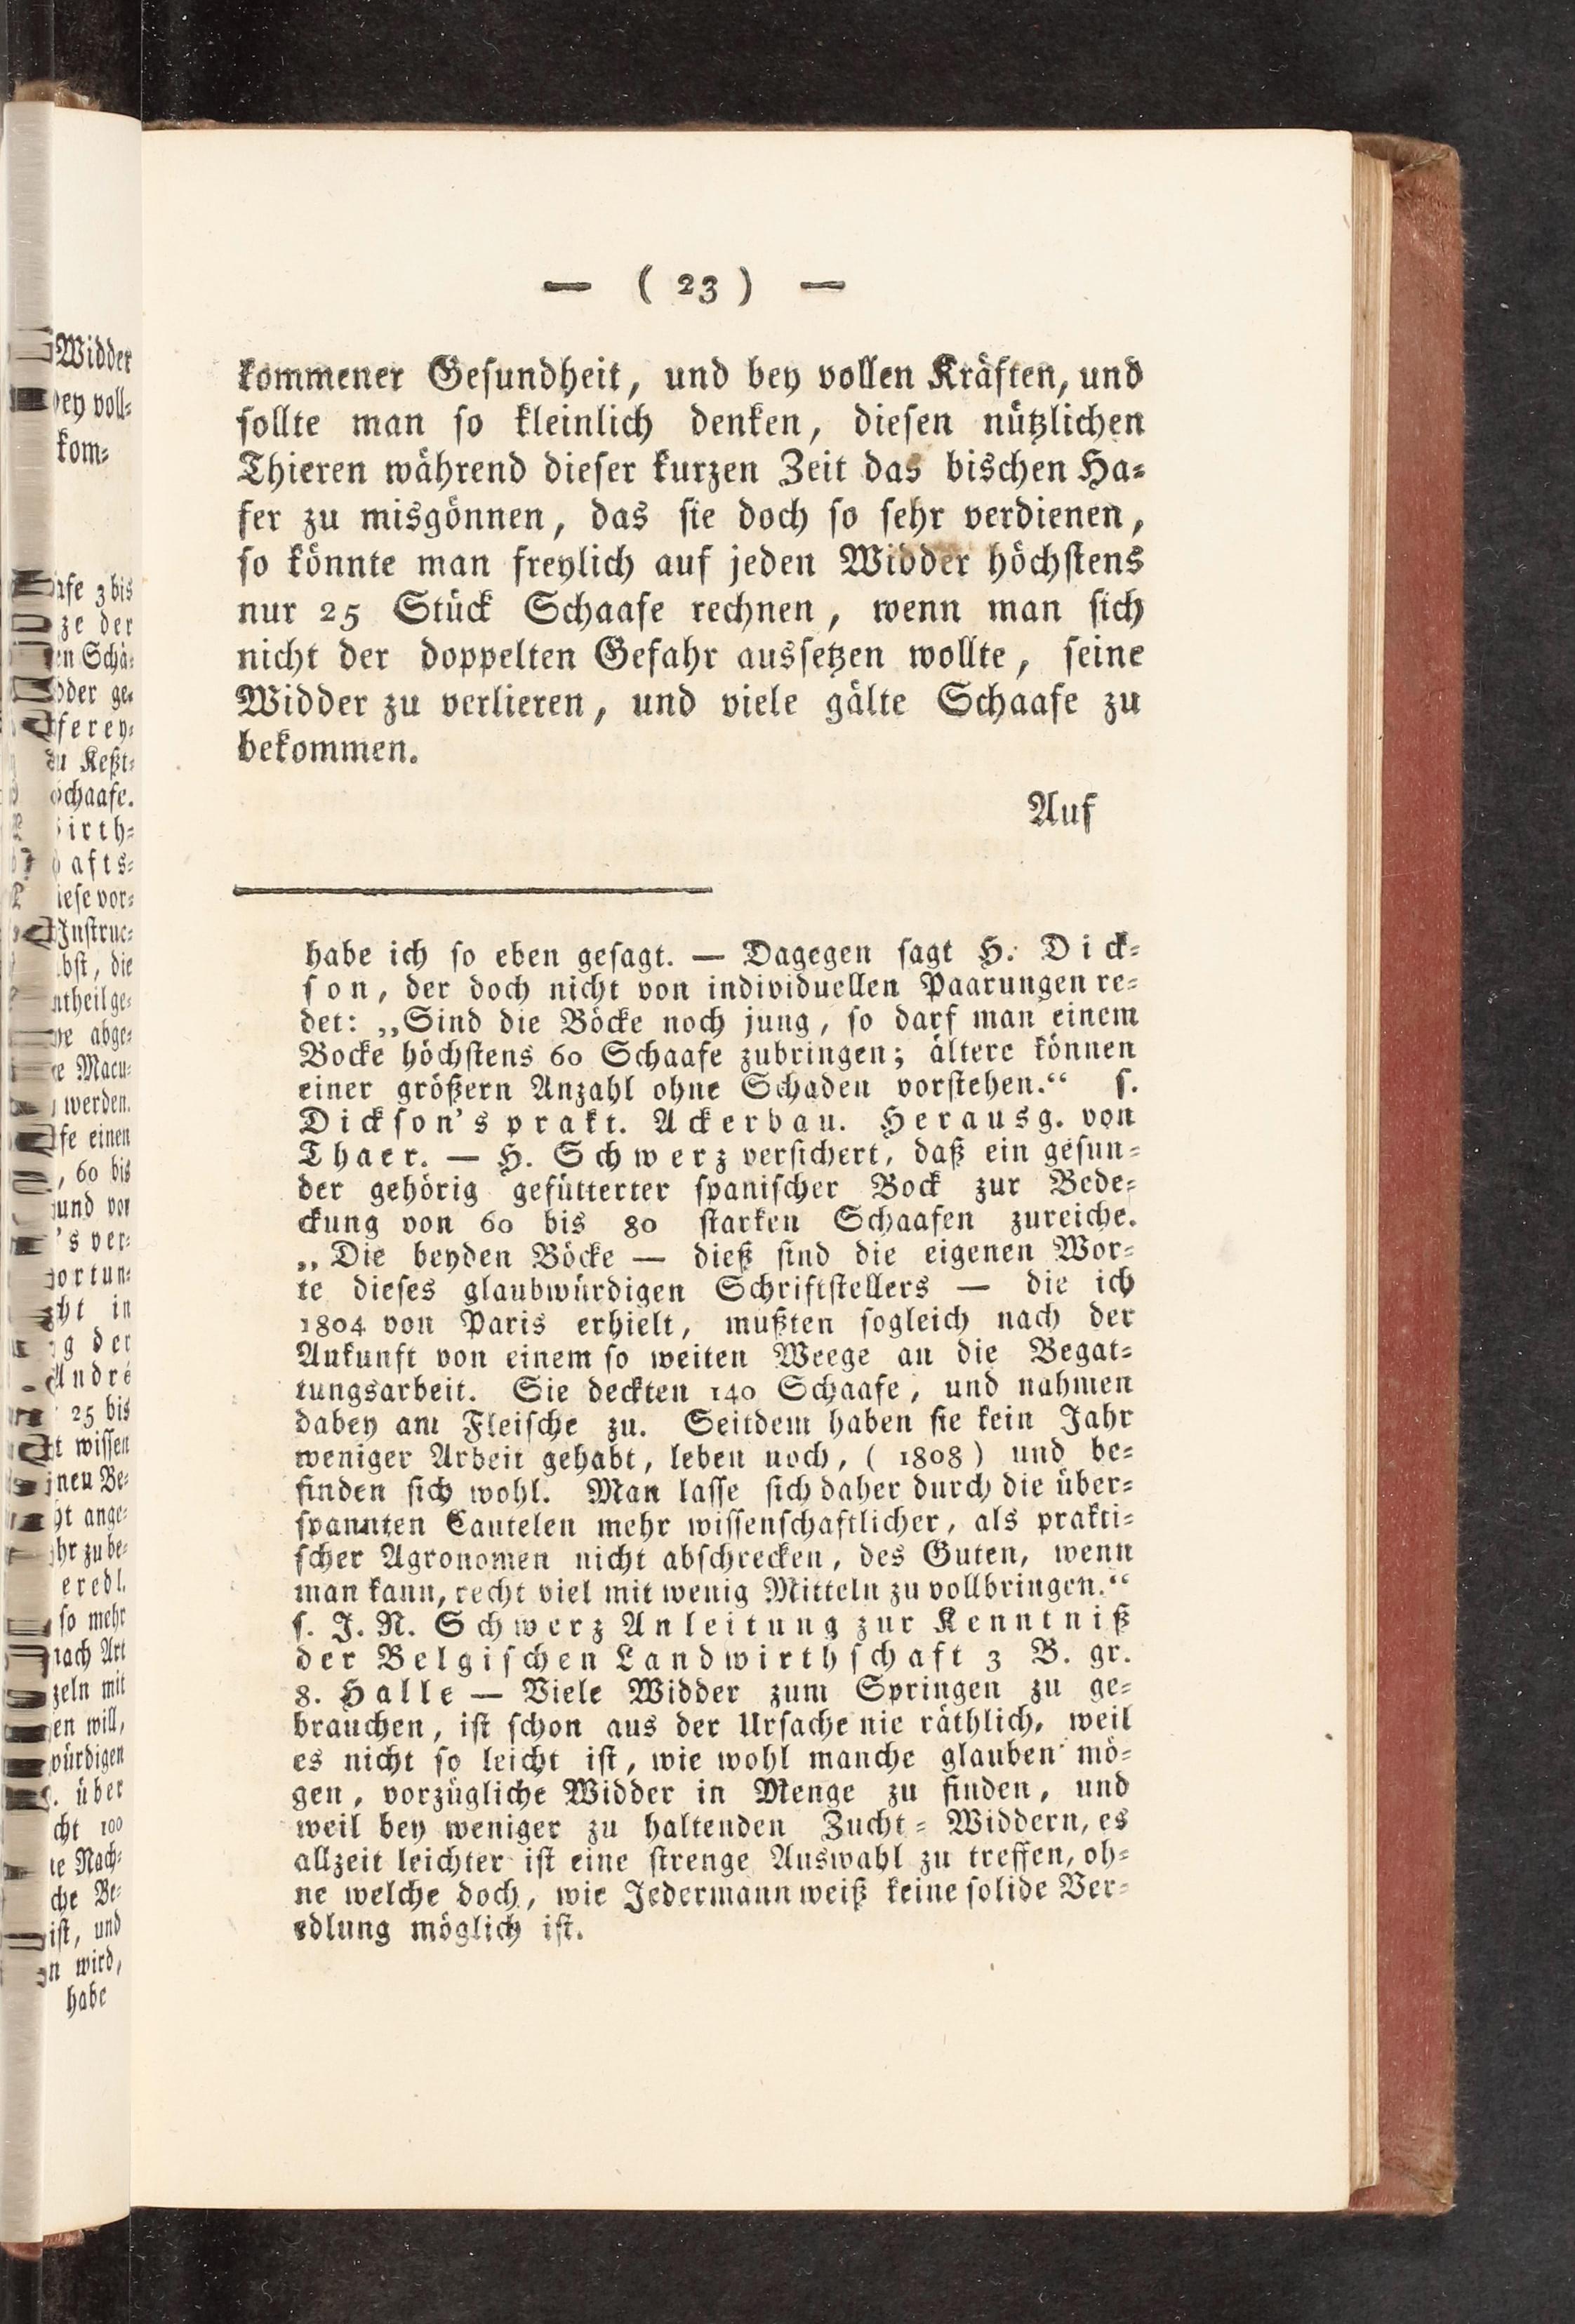 — ( 23 ) —
kommener Gesundheit, und bey vollen Kräften, und
sollte man so kleinlich denken, diesen nützlichen
Thieren während dieser kurzen Zeit das bischen Ha-
fer zu misgönnen, das sie doch so sehr verdienen,
so könnte man freylich auf jeden Widder höchstens
nur 25 Stück Schaafe rechnen, wenn man sich
nicht der doppelten Gefahr aussetzen wollte, seine
Widder zu verlieren, und viele gälte Schaafe zu
bekommen.
Auf
habe ich so eben gesagt. — Dagegen sagt H. Dick-
son, der doch nicht von individuellen Paarungen re-
det: „Sind die Böcke noch jung, so darf man einem
Bocke höchstens 60 Schaafe zubringen; ältere können
einer größern Anzahl ohne Schaden vorstehen.“ s.
Dickson's prakt. Ackerbau. Herausg. von
Thaer. — H. Schwerz versichert, daß ein gesun-
der gehörig gefütterter spanischer Bock zur Bede-
ckung von 60 bis 80 starken Schaafen zureiche.
„Die beyden Böcke — dieß sind die eigenen Wor-
te dieses glaubwürdigen Schriftstellers — die ich
1804 von Paris erhielt, mußten sogleich nach der
Ankunft von einem so weiten Weege an die Begat-
tungsarbeit. Sie deckten 140 Schaafe, und nahmen
dabey am Fleische zu. Seitdem haben sie kein Jahr
weniger Arbeit gehabt, leben noch, ( 1808 ) und be-
finden sich wohl. Man lasse sich daher durch die über-
spannten Cautelen mehr wissenschaftlicher, als prakti-
scher Agronomen nicht abschrecken, des Guten, wenn
man kann, recht viel mit wenig Mitteln zu vollbringen.“
s. J. N. Schwerz Anleitung zur Kenntniß
der Belgischen Landwirthschaft 3 B. gr.
8. Halle — Viele Widder zum Springen zu ge-
brauchen, ist schon aus der Ursache nie räthlich, weil
es nicht so leicht ist, wie wohl manche glauben mö-
gen, vorzügliche Widder in Menge zu finden, und
weil bey weniger zu haltenden Zucht-Widdern, es
allzeit leichter ist eine strenge Auswahl zu treffen, oh-
ne welche doch, wie Jedermann weiß keine solide Ver-
edlung möglich ist.